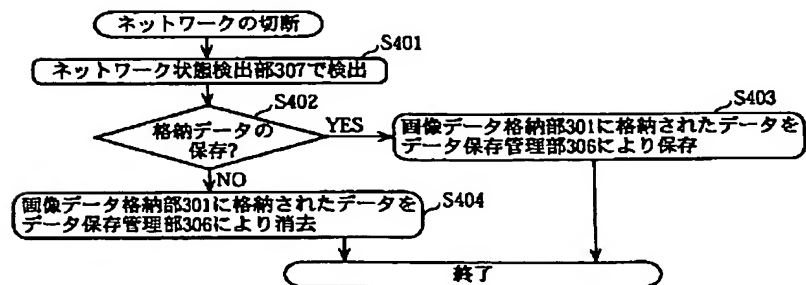 ネットワークの切断
S401
ネットワーク状態検出部307で検出
S402
格納データの
保存?
YES
S403
画像データ格納部301に格納されたデータを
データ保存管理部306により保存
NO
S404
画像データ格納部301に格納されたデータを
データ保存管理部306により消去
終了